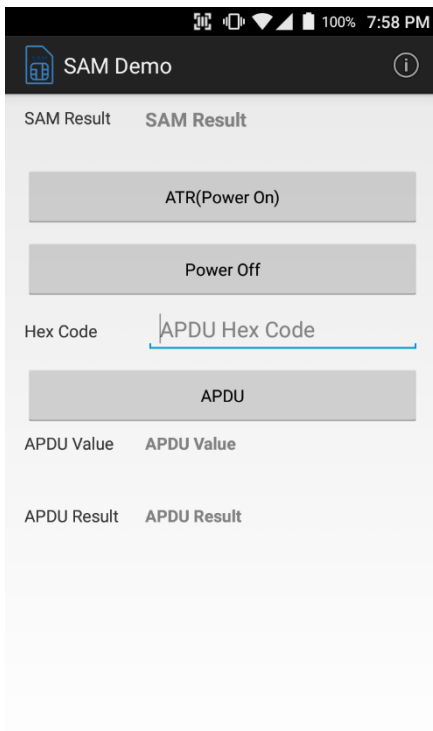 100% 7:58 PM
SAM Demo
SAM Result SAM Result
ATR(Power On)
Power Off
Hex Code APDU Hex Code
APDU
APDU Value APDU Value
APDU Result APDU Result